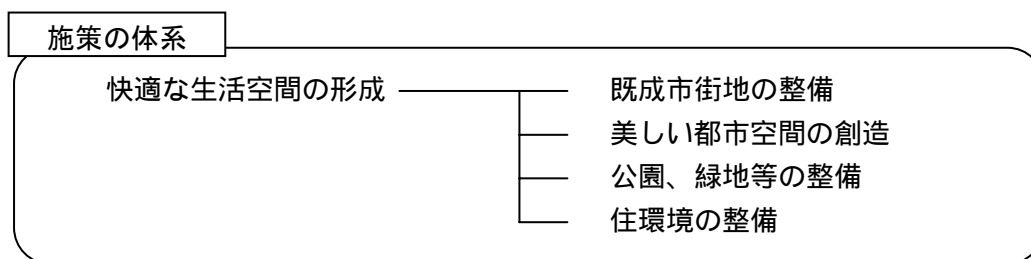 施策の体系
快適な生活空間の形成 既成市街地の整備
美しい都市空間の創造
公園、緑地等の整備
住環境の整備